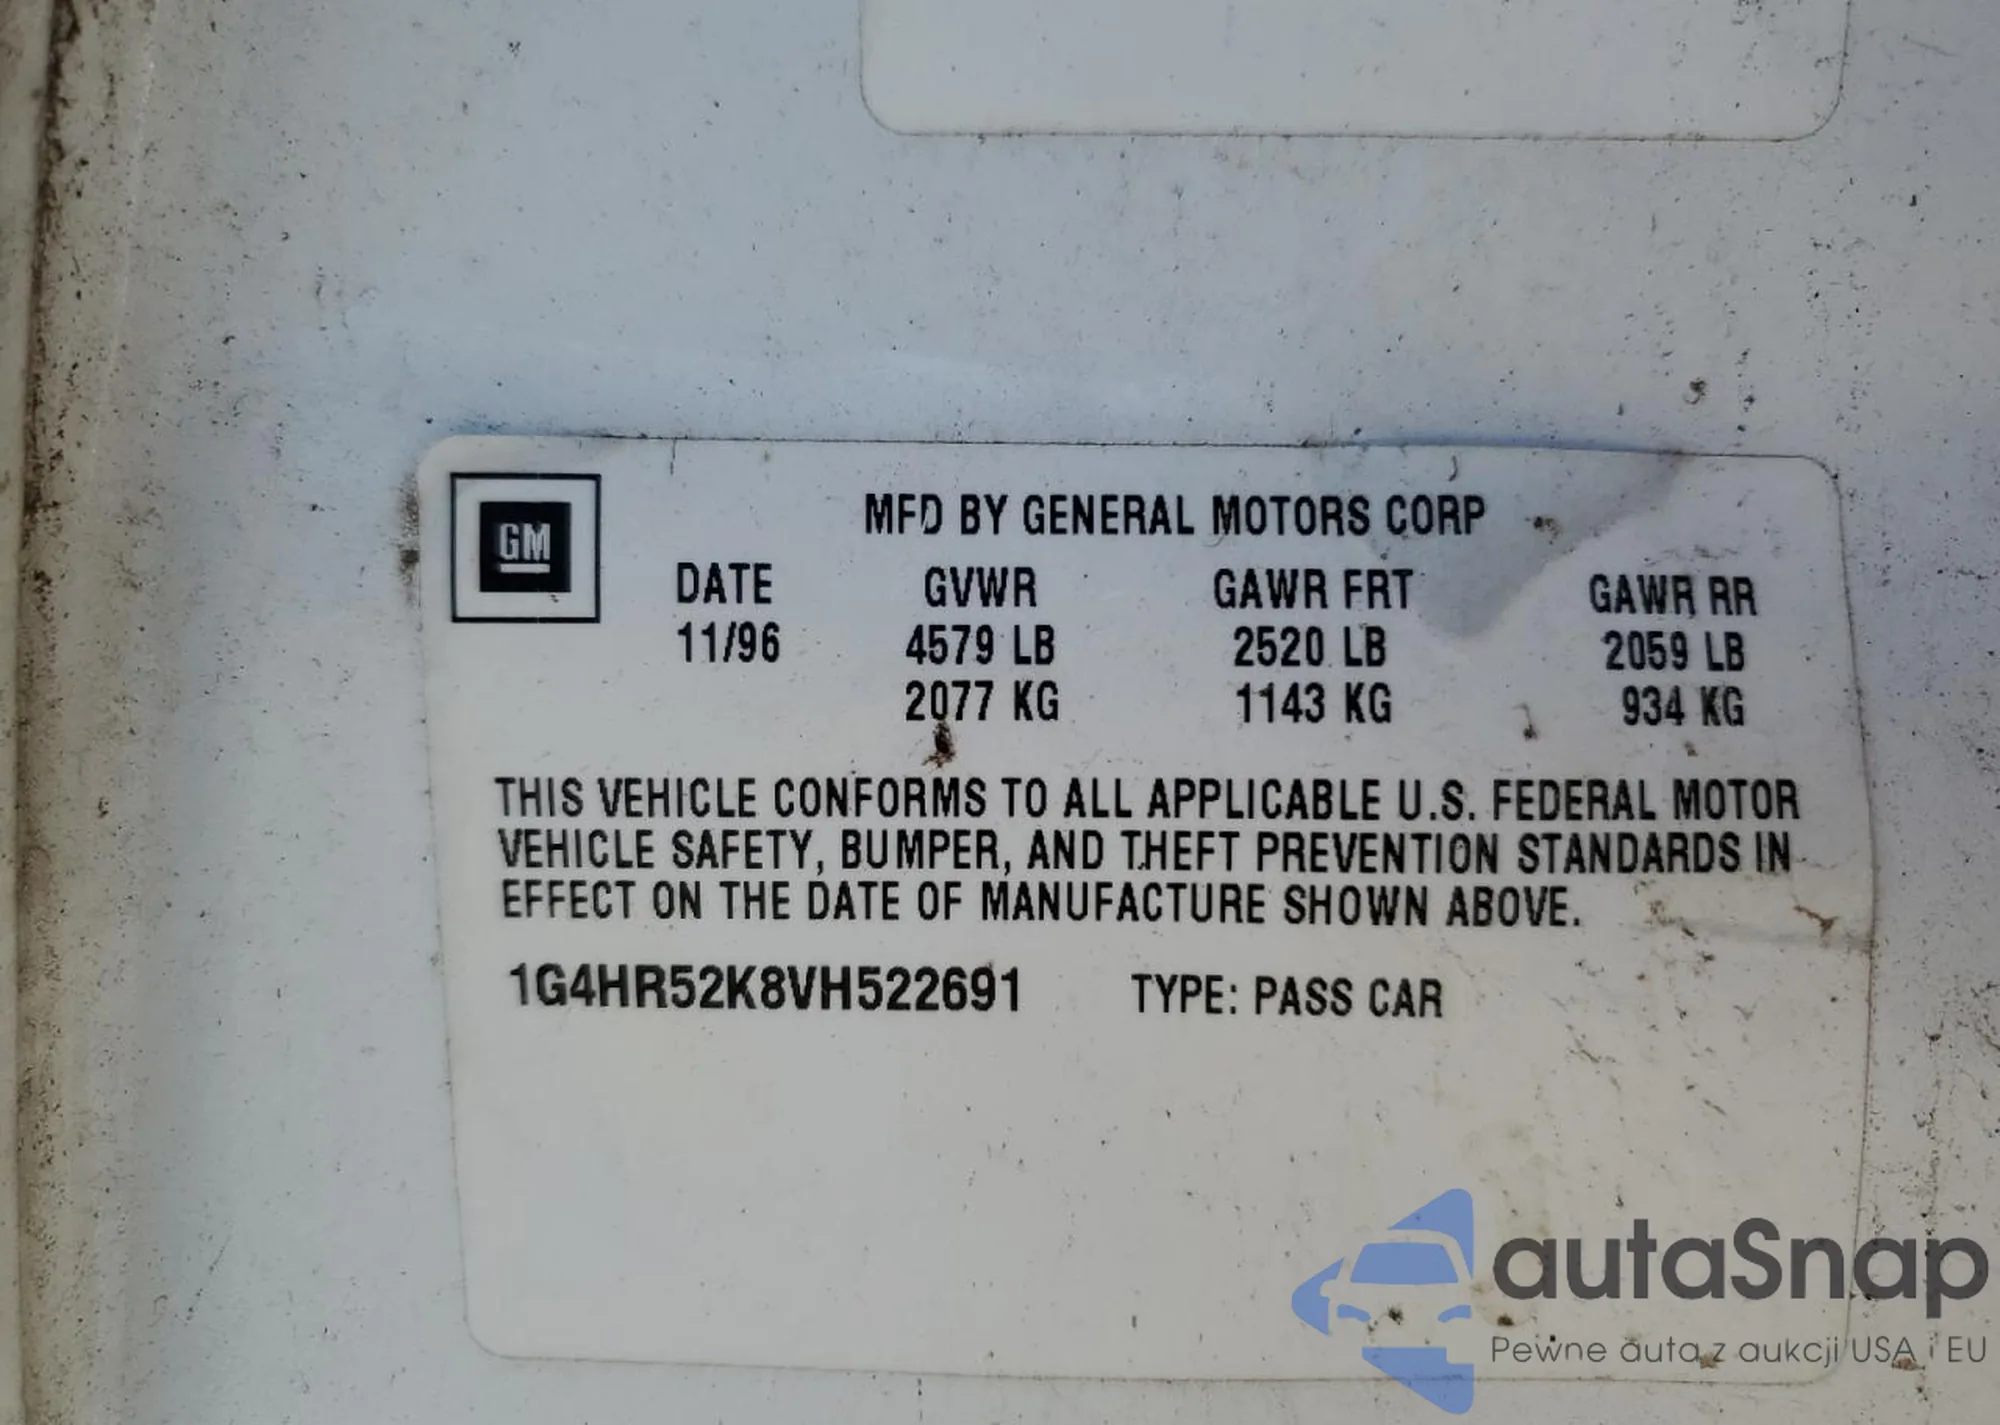 GM
MFD BY GENERAL MOTORS CORP
DATE GVWR GAWR FRT GAWR RR
11/96 4579 LB 2520 LB 2059 LB
2077 KG 1143 KG 934 KG
THIS VEHICLE CONFORMS TO ALL APPLICABLE U.S. FEDERAL MOTOR
VEHICLE SAFETY, BUMPER, AND THEFT PREVENTION STANDARDS IN
EFFECT ON THE DATE OF MANUFACTURE SHOWN ABOVE.
1G4HR52K8VH522691 TYPE: PASS CAR
autaSnap
Pewne auta z aukcji USA i EU